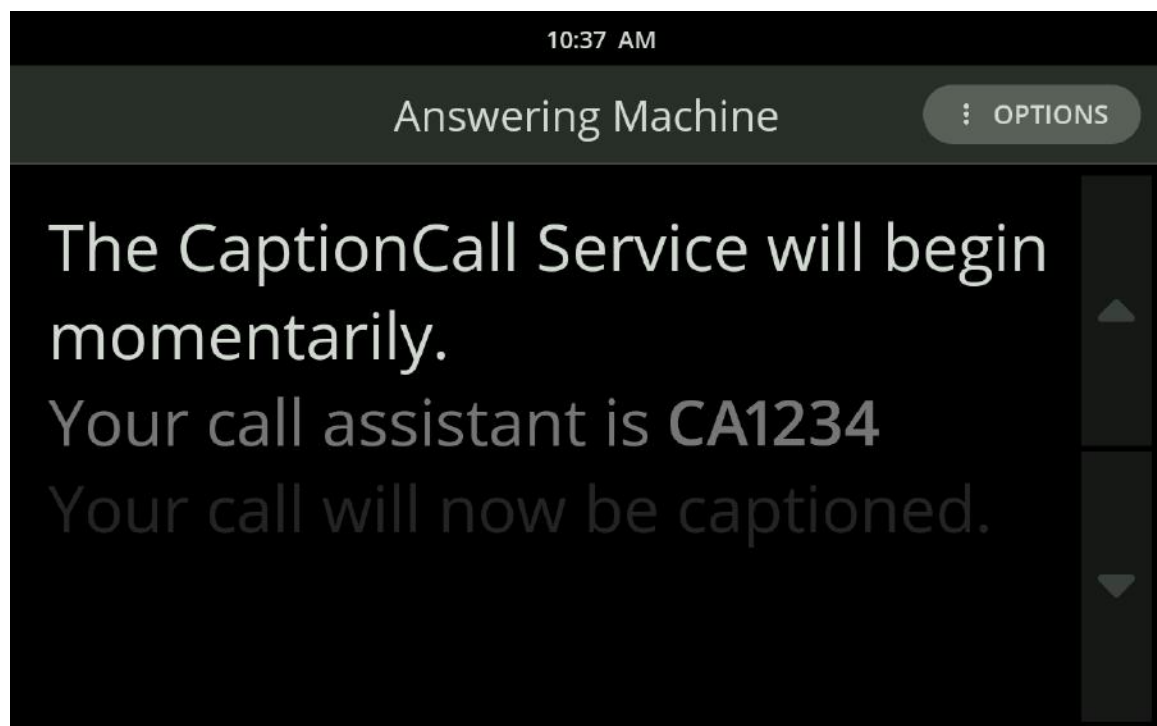 10:37 AM
Answering Machine
OPTIONS
The CaptionCall Service will begin
momentarily.
Your call assistant is CA1234
Your call will now be captioned.